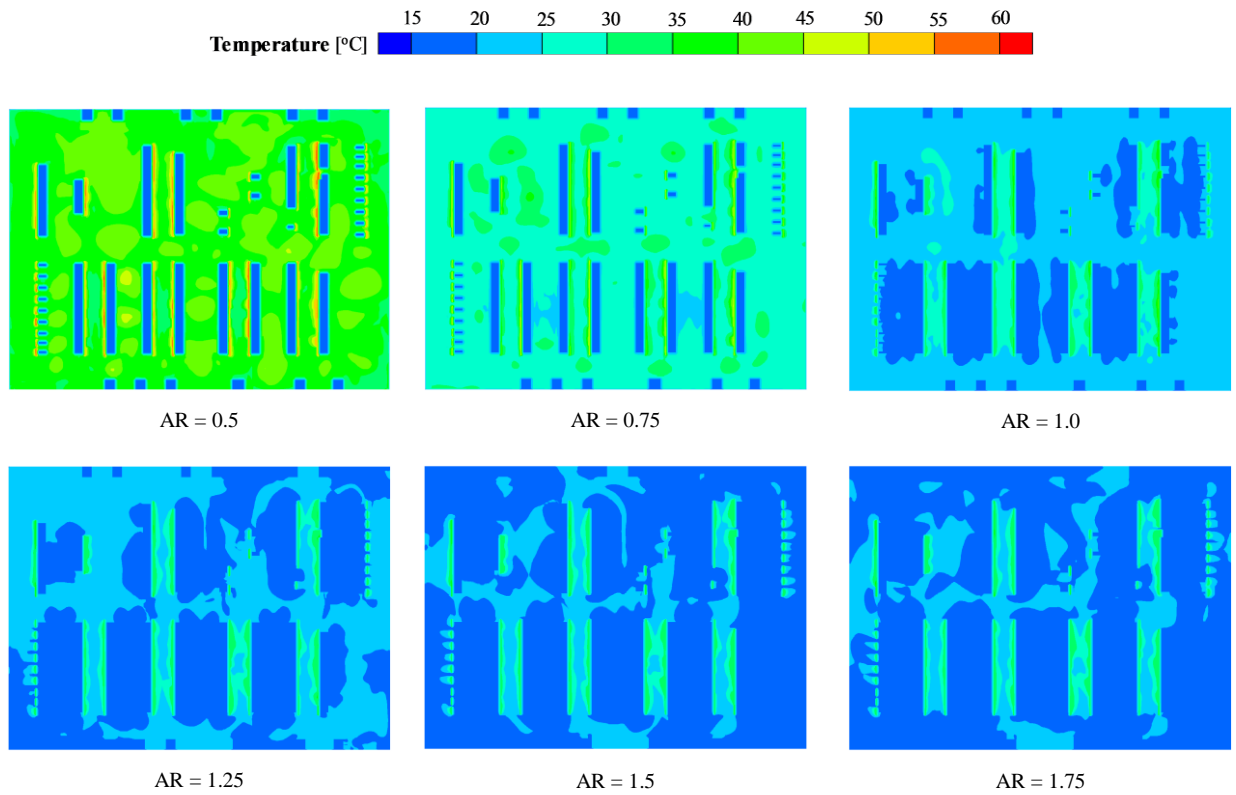 15 20 25 30 35 40 45 50 55 60
Temperature [°C]
AR = 0.5 AR = 0.75 AR = 1.0
AR = 1.25 AR = 1.5 AR = 1.75